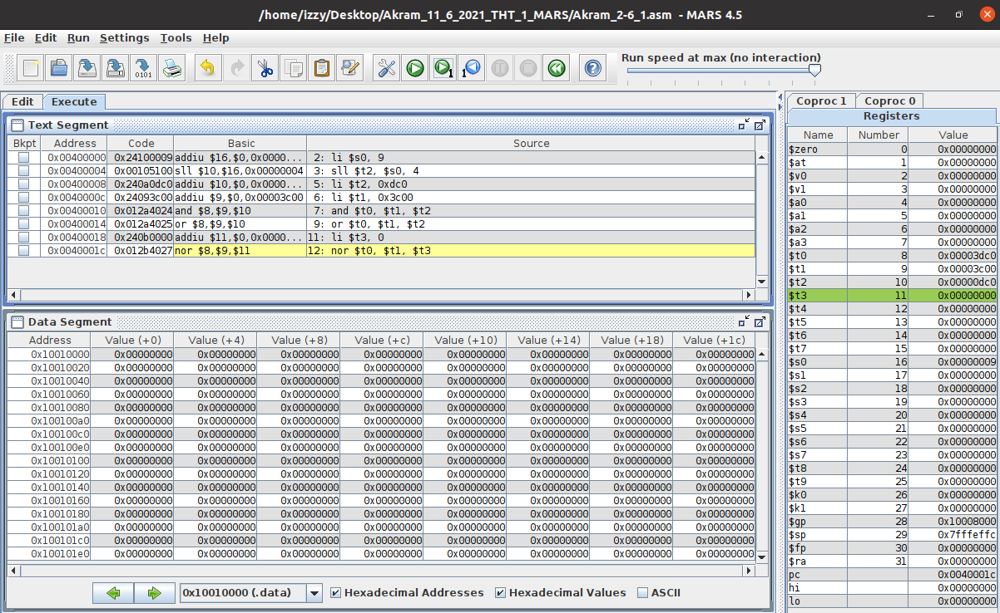 /home/izzy/Desktop/Akram_11_6_2021_THT_1_MARS/Akram_2-6_1.asm - MARS 4.5
File Edit Run Settings Tools Help
0101
1
1
Run speed at max (no interaction)
Edit Execute
Text Segment
Bkpt Address Code Basic Source
0x00400000 0x24100009 addiu $16,$0,0x0000... 2: li $s0, 9
0x00400004 0x00105100 sll $10,$16,0x00000004 3: sll $t2, $s0, 4
0x00400008 0x240a0dc0 addiu $10,$0,0x0000... 5: li $t2, 0xdc0
0x0040000c 0x24093c00 addiu $9,$0,0x00003c00 6: li $t1, 0x3c00
0x00400010 0x012a4024 and $8,$9,$10 7: and $t0, $t1, $t2
0x00400014 0x012a4025 or $8,$9,$10 9: or $t0, $t1, $t2
0x00400018 0x240b0000 addiu $11,$0,0x0000... 11: li $t3, 0
0x0040001c 0x012b4027 nor $8,$9,$11 12: nor $t0, $t1, $t3
Data Segment
Address Value (+0) Value (+4) Value (+8) Value (+c) Value (+10) Value (+14) Value (+18) Value (+1c)
0x10010000 0x00000000 0x00000000 0x00000000 0x00000000 0x00000000 0x00000000 0x00000000 0x00000000
0x10010020 0x00000000 0x00000000 0x00000000 0x00000000 0x00000000 0x00000000 0x00000000 0x00000000
0x10010040 0x00000000 0x00000000 0x00000000 0x00000000 0x00000000 0x00000000 0x00000000 0x00000000
0x10010060 0x00000000 0x00000000 0x00000000 0x00000000 0x00000000 0x00000000 0x00000000 0x00000000
0x10010080 0x00000000 0x00000000 0x00000000 0x00000000 0x00000000 0x00000000 0x00000000 0x00000000
0x100100a0 0x00000000 0x00000000 0x00000000 0x00000000 0x00000000 0x00000000 0x00000000 0x00000000
0x100100c0 0x00000000 0x00000000 0x00000000 0x00000000 0x00000000 0x00000000 0x00000000 0x00000000
0x100100e0 0x00000000 0x00000000 0x00000000 0x00000000 0x00000000 0x00000000 0x00000000 0x00000000
0x10010100 0x00000000 0x00000000 0x00000000 0x00000000 0x00000000 0x00000000 0x00000000 0x00000000
0x10010120 0x00000000 0x00000000 0x00000000 0x00000000 0x00000000 0x00000000 0x00000000 0x00000000
0x10010140 0x00000000 0x00000000 0x00000000 0x00000000 0x00000000 0x00000000 0x00000000 0x00000000
0x10010160 0x00000000 0x00000000 0x00000000 0x00000000 0x00000000 0x00000000 0x00000000 0x00000000
0x10010180 0x00000000 0x00000000 0x00000000 0x00000000 0x00000000 0x00000000 0x00000000 0x00000000
0x100101a0 0x00000000 0x00000000 0x00000000 0x00000000 0x00000000 0x00000000 0x00000000 0x00000000
0x100101c0 0x00000000 0x00000000 0x00000000 0x00000000 0x00000000 0x00000000 0x00000000 0x00000000
0x100101e0 0x00000000 0x00000000 0x00000000 0x00000000 0x00000000 0x00000000 0x00000000 0x00000000
0x10010000 (.data) Hexadecimal Addresses Hexadecimal Values ASCII
Coproc 1 Coproc 0
Registers
Name Number Value
$zero 0 0x00000000
$at 1 0x00000000
$v0 2 0x00000000
$v1 3 0x00000000
$a0 4 0x00000000
$a1 5 0x00000000
$a2 6 0x00000000
$a3 7 0x00000000
$t0 8 0x00003dc0
$t1 9 0x00003c00
$t2 10 0x00000dc0
$t3 11 0x00000000
$t4 12 0x00000000
$t5 13 0x00000000
$t6 14 0x00000000
$t7 15 0x00000000
$s0 16 0x00000009
$s1 17 0x00000000
$s2 18 0x00000000
$s3 19 0x00000000
$s4 20 0x00000000
$s5 21 0x00000000
$s6 22 0x00000000
$s7 23 0x00000000
$t8 24 0x00000000
$t9 25 0x00000000
$k0 26 0x00000000
$k1 27 0x00000000
$gp 28 0x10008000
$sp 29 0x7fffeffc
$fp 30 0x00000000
$ra 31 0x00000000
pc 0x0040001c
hi 0x00000000
lo 0x00000000